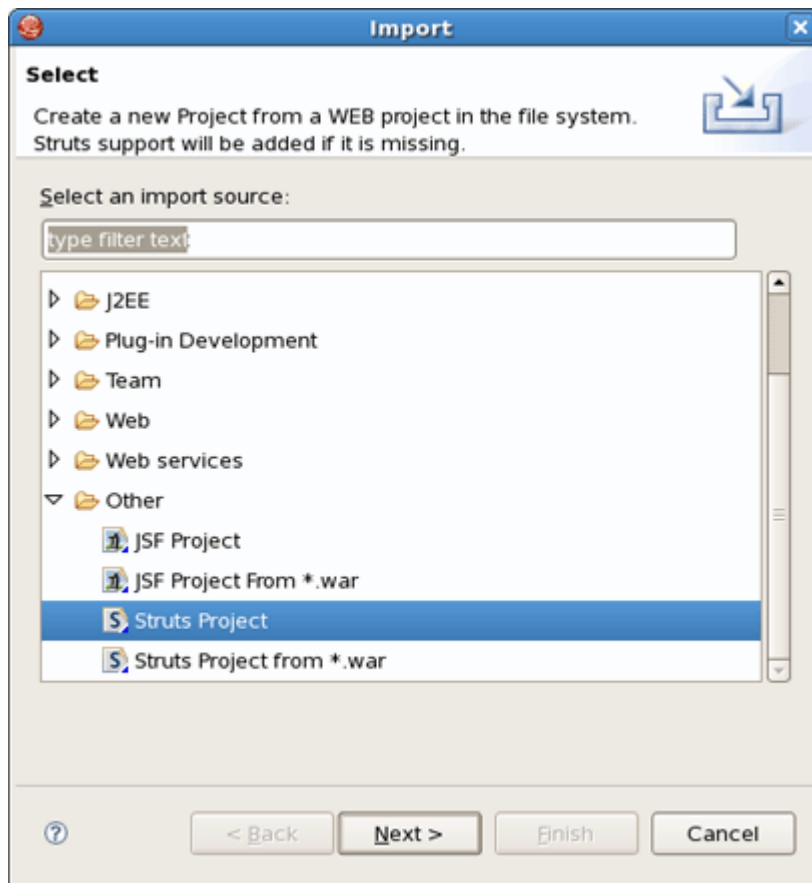 Import
Select
Create a new Project from a WEB project in the file system.
Struts support will be added if it is missing.
Select an import source:
type filter text
J2EE
Plug-in Development
Team
Web
Web services
Other
JSF Project
JSF Project From *.war
Struts Project
Struts Project from *.war
< Back
Next >
Finish
Cancel